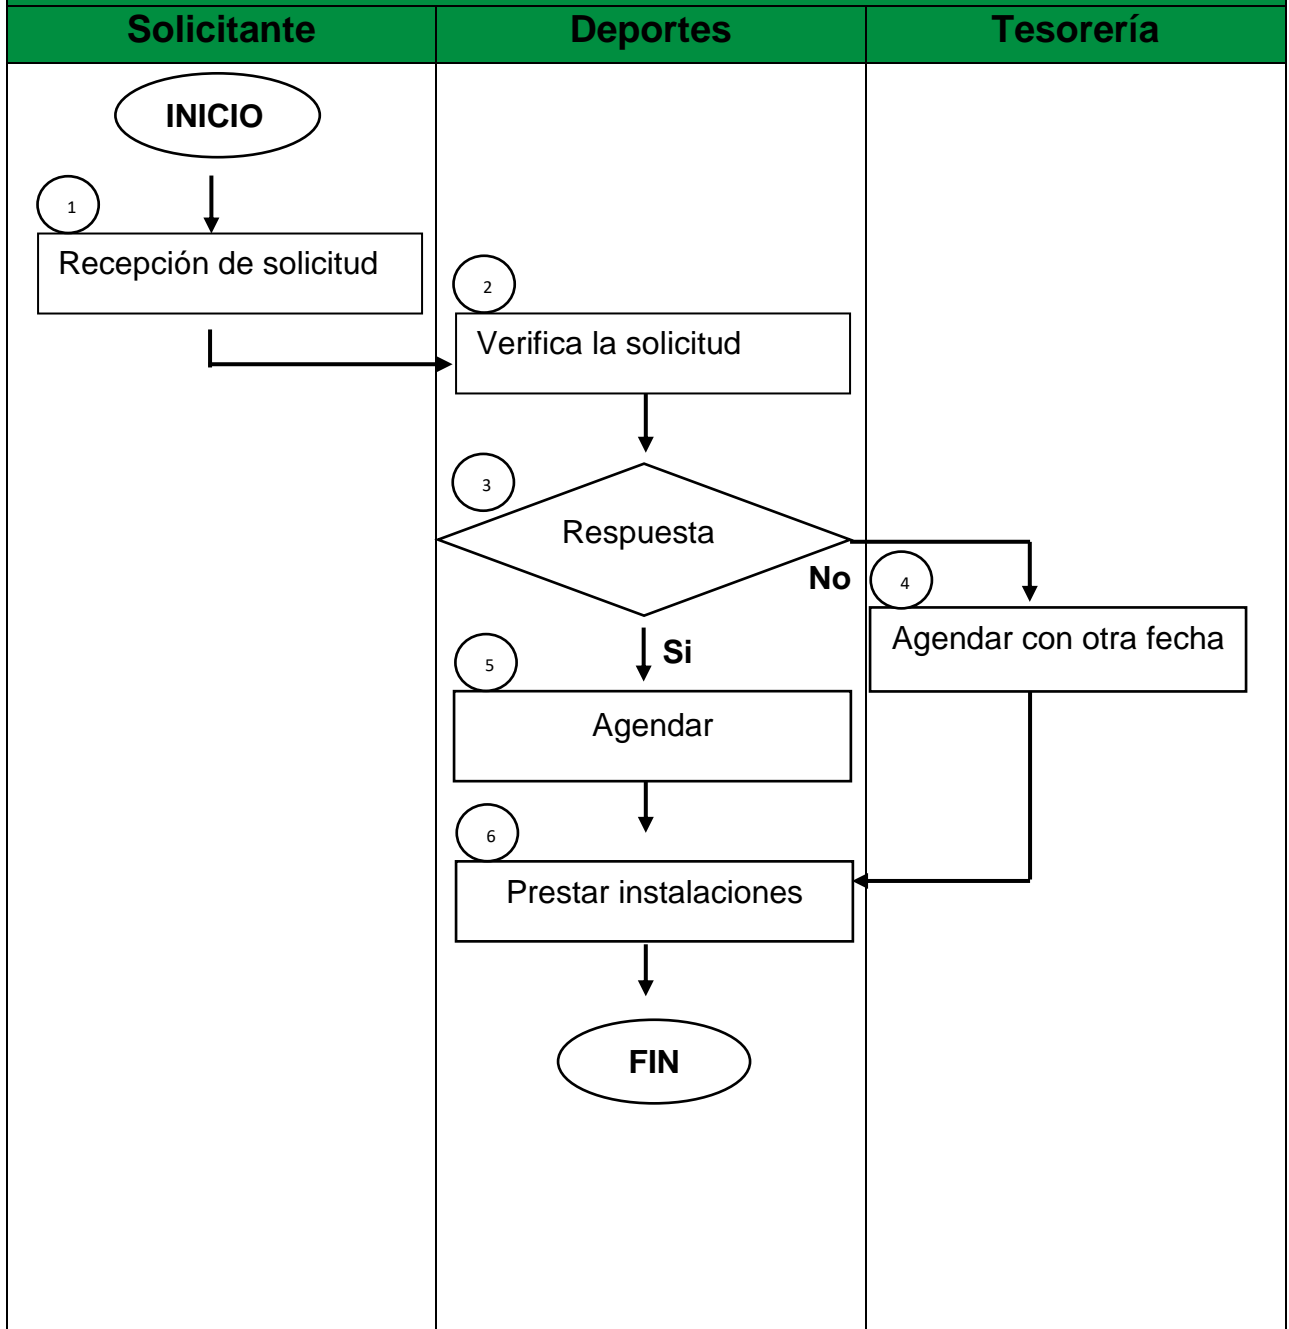 Solicitante Deportes Tesorería
INICIO
1
Recepción de solicitud
2
Verifica la solicitud
3
Respuesta
No
4
Agendar con otra fecha
Si
5
Agendar
6
Prestar instalaciones
FIN